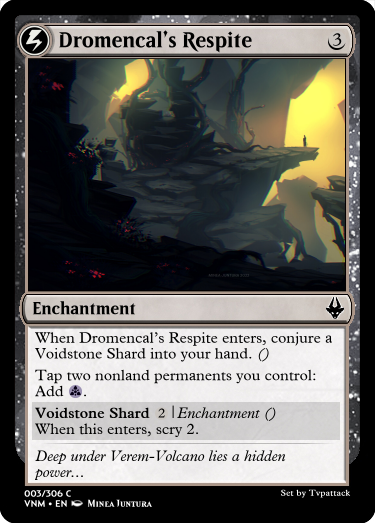 Dromencal's Respite 3
Enchantment
When Dromencal's Respite enters, conjure a
Voidstone Shard into your hand. ()
Tap two nonland permanents you control:
Add .
Voidstone Shard 2 | Enchantment ()
When this enters, scry 2.
Deep under Verem-Volcano lies a hidden
power...
003/306 C Set by Tvpattack
VNM • EN Minea Juntura